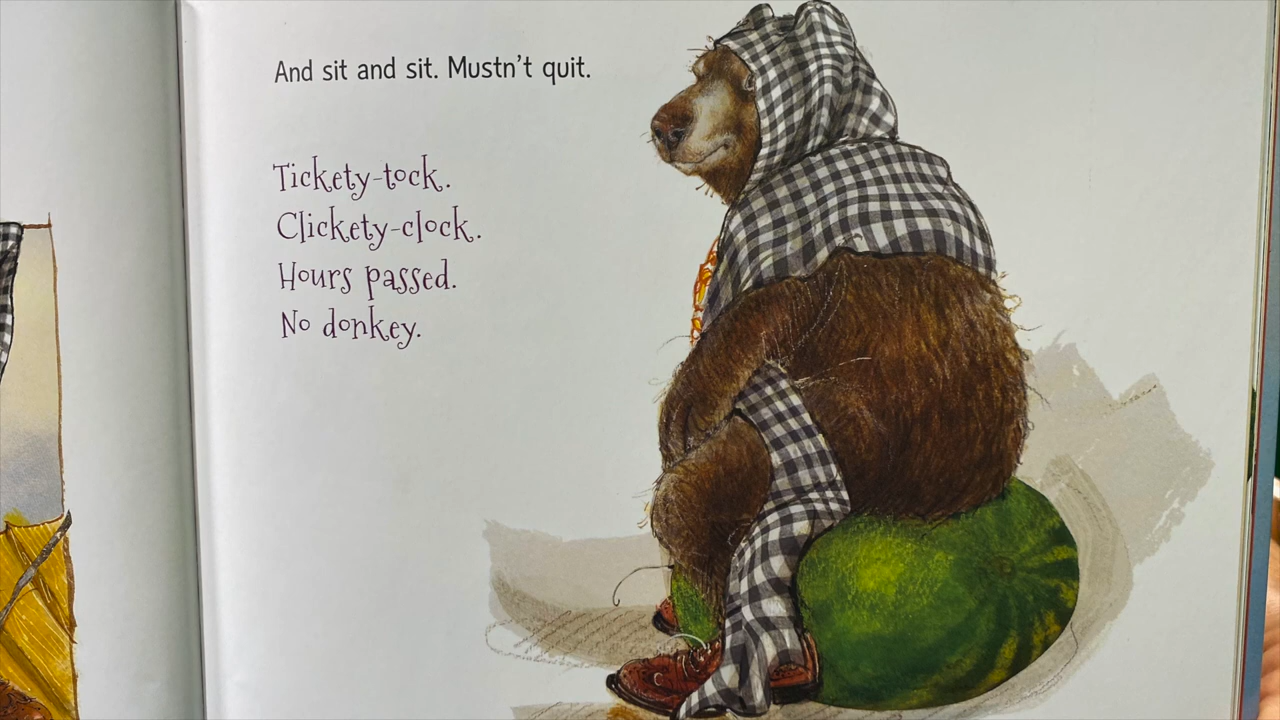 And sit and sit. Mustn't quit.
Tickety-tock.
Clickety-clock.
Hours passed.
No donkey.